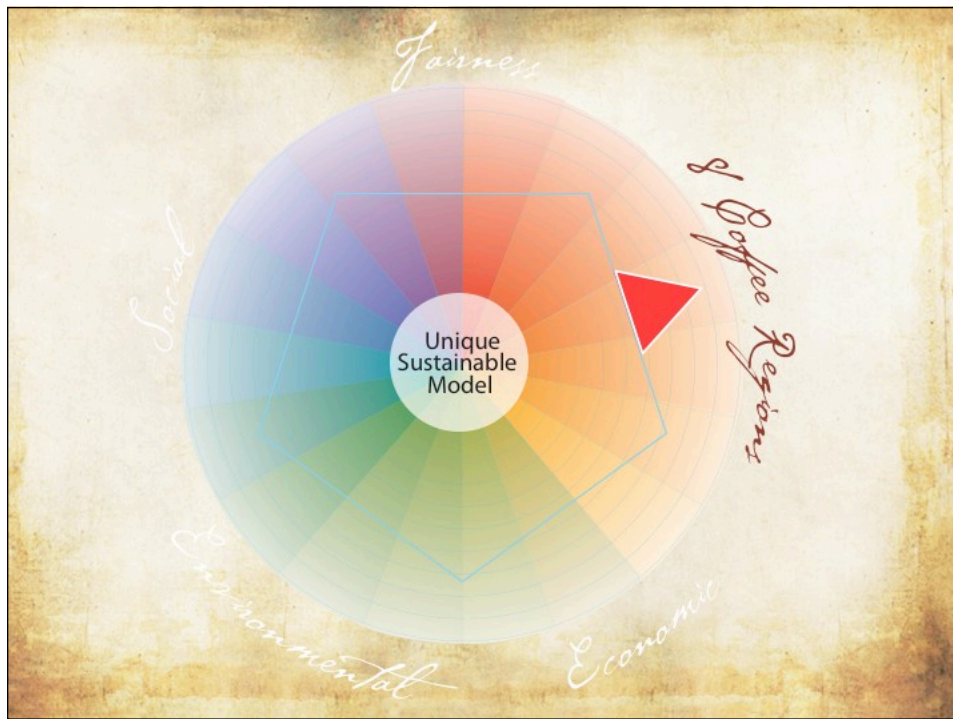 Fairness
& Coffee Regions
Social
Unique
Sustainable
Model
Environmental
Economic